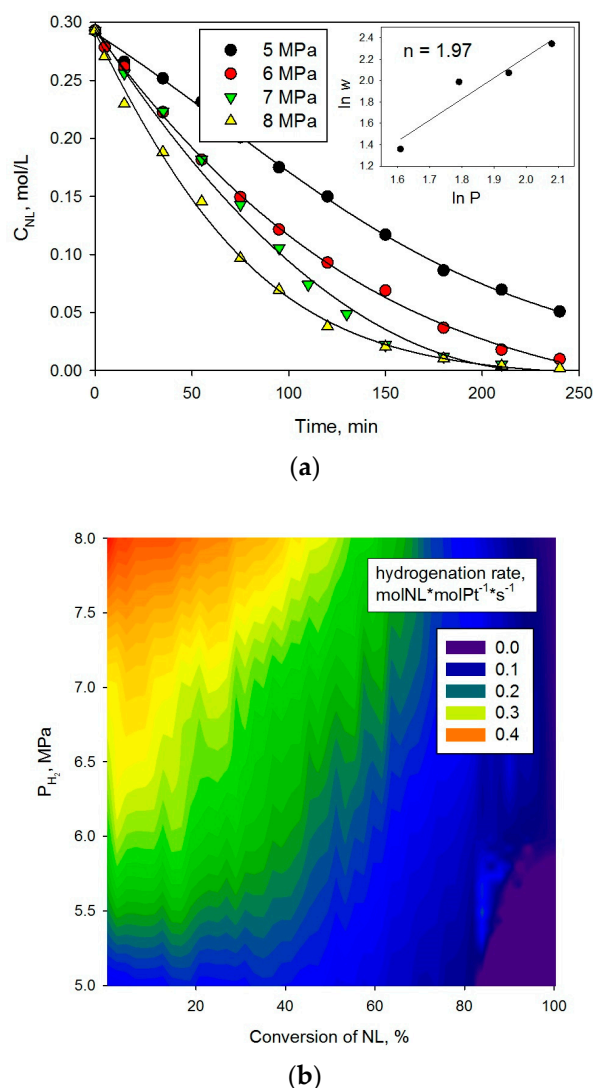 0.30
0.25
0.20
0.15
0.10
0.05
0.00
C_NL, mol/L
5 MPa
6 MPa
7 MPa
8 MPa
n = 1.97
2.4
2.2
2.0
1.8
1.6
1.4
1.2
ln w
1.6 1.7 1.8 1.9 2.0 2.1
ln P
0 50 100 150 200 250
Time, min
(a)
8.0
7.5
7.0
6.5
6.0
5.5
5.0
P_H₂, MPa
hydrogenation rate,
molNL*molPt⁻¹*s⁻¹
0.0
0.1
0.2
0.3
0.4
20 40 60 80 100
Conversion of NL, %
(b)